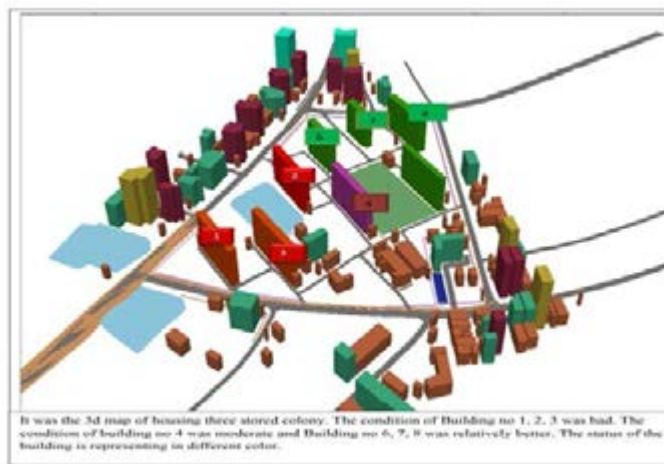 It was the 3d map of housing three stored colony. The condition of Building no 1, 2, 3 was bad. The
condition of building no 4 was moderate and Building no 6, 7, 8 was relatively better. The status of the
building is representing in different color.